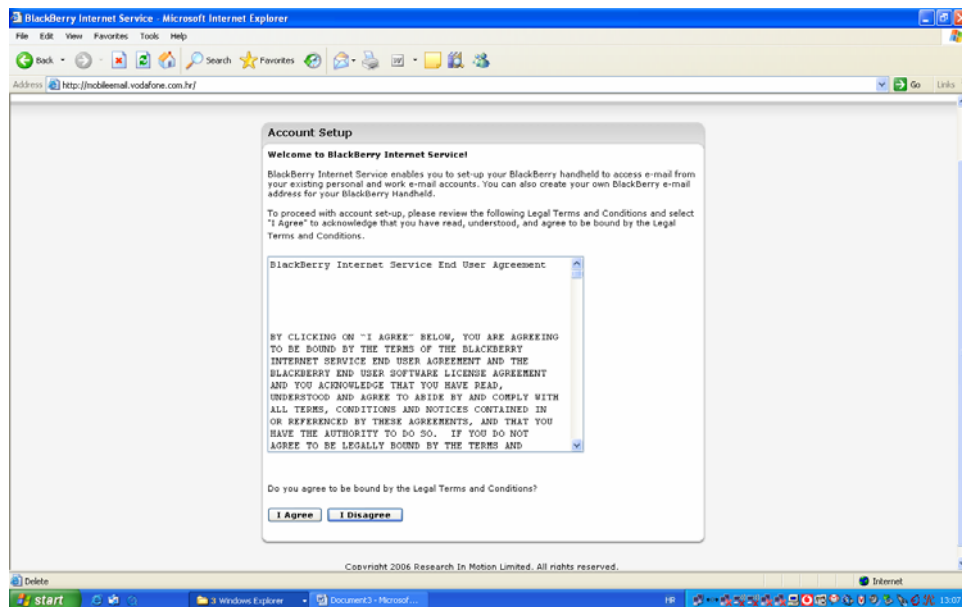 BlackBerry Internet Service - Microsoft Internet Explorer
File Edit View Favorites Tools Help
Back Search Favorites
Address http://mobileemail.vodafone.com.hr/ Go Links
Account Setup
Welcome to BlackBerry Internet Service!
BlackBerry Internet Service enables you to set-up your BlackBerry handheld to access e-mail from
your existing personal and work e-mail accounts. You can also create your own BlackBerry e-mail
address for your BlackBerry Handheld.
To proceed with account set-up, please review the following Legal Terms and Conditions and select
"I Agree" to acknowledge that you have read, understood, and agree to be bound by the Legal
Terms and Conditions.
BlackBerry Internet Service End User Agreement
BY CLICKING ON "I AGREE" BELOW, YOU ARE AGREEING
TO BE BOUND BY THE TERMS OF THE BLACKBERRY
INTERNET SERVICE END USER AGREEMENT AND THE
BLACKBERRY END USER SOFTWARE LICENSE AGREEMENT
AND YOU ACKNOWLEDGE THAT YOU HAVE READ,
UNDERSTOOD AND AGREE TO ABIDE BY AND COMPLY WITH
ALL TERMS, CONDITIONS AND NOTICES CONTAINED IN
OR REFERENCED BY THESE AGREEMENTS, AND THAT YOU
HAVE THE AUTHORITY TO DO SO. IF YOU DO NOT
AGREE TO BE LEGALLY BOUND BY THE TERMS AND
Do you agree to be bound by the Legal Terms and Conditions?
I Agree I Disagree
Copyright 2006 Research In Motion Limited. All rights reserved.
Delete Internet
start 3 Windows Explorer Document3 - Microsof... HR 13:07